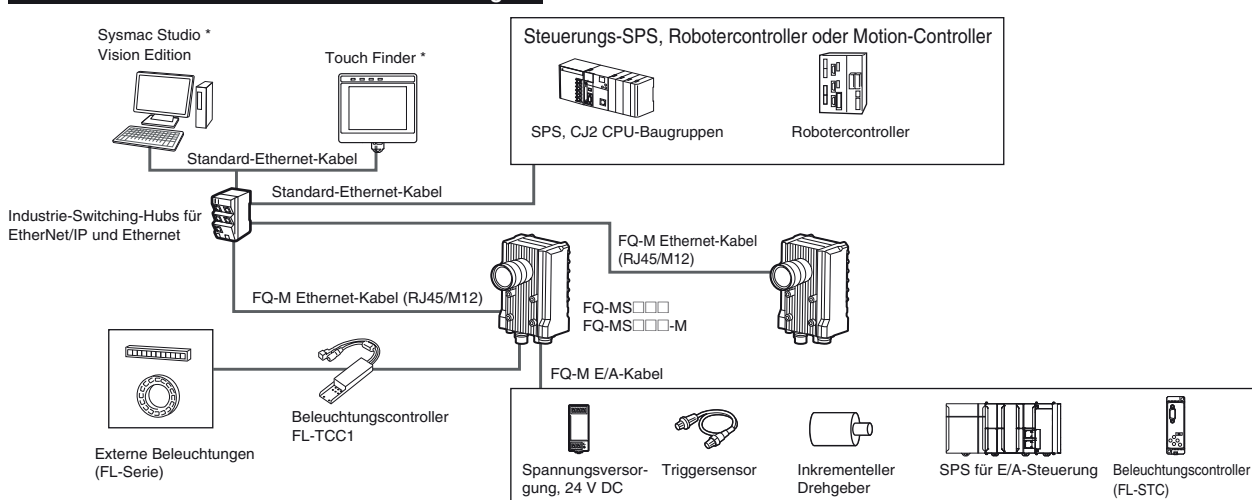 Sysmac Studio *
Vision Edition
Touch Finder *
Steuerungs-SPS, Robotercontroller oder Motion-Controller
SPS, CJ2 CPU-Baugruppen
Robotercontroller
Standard-Ethernet-Kabel
Standard-Ethernet-Kabel
Industrie-Switching-Hubs für
EtherNet/IP und Ethernet
FQ-M Ethernet-Kabel
(RJ45/M12)
FQ-M Ethernet-Kabel (RJ45/M12)
FQ-MS□□□
FQ-MS□□□-M
FQ-M E/A-Kabel
Beleuchtungscontroller
FL-TCC1
Externe Beleuchtungen
(FL-Serie)
Spannungsversor-
gung, 24 V DC
Triggersensor
Inkrementeller
Drehgeber
SPS für E/A-Steuerung
Beleuchtungscontroller
(FL-STC)